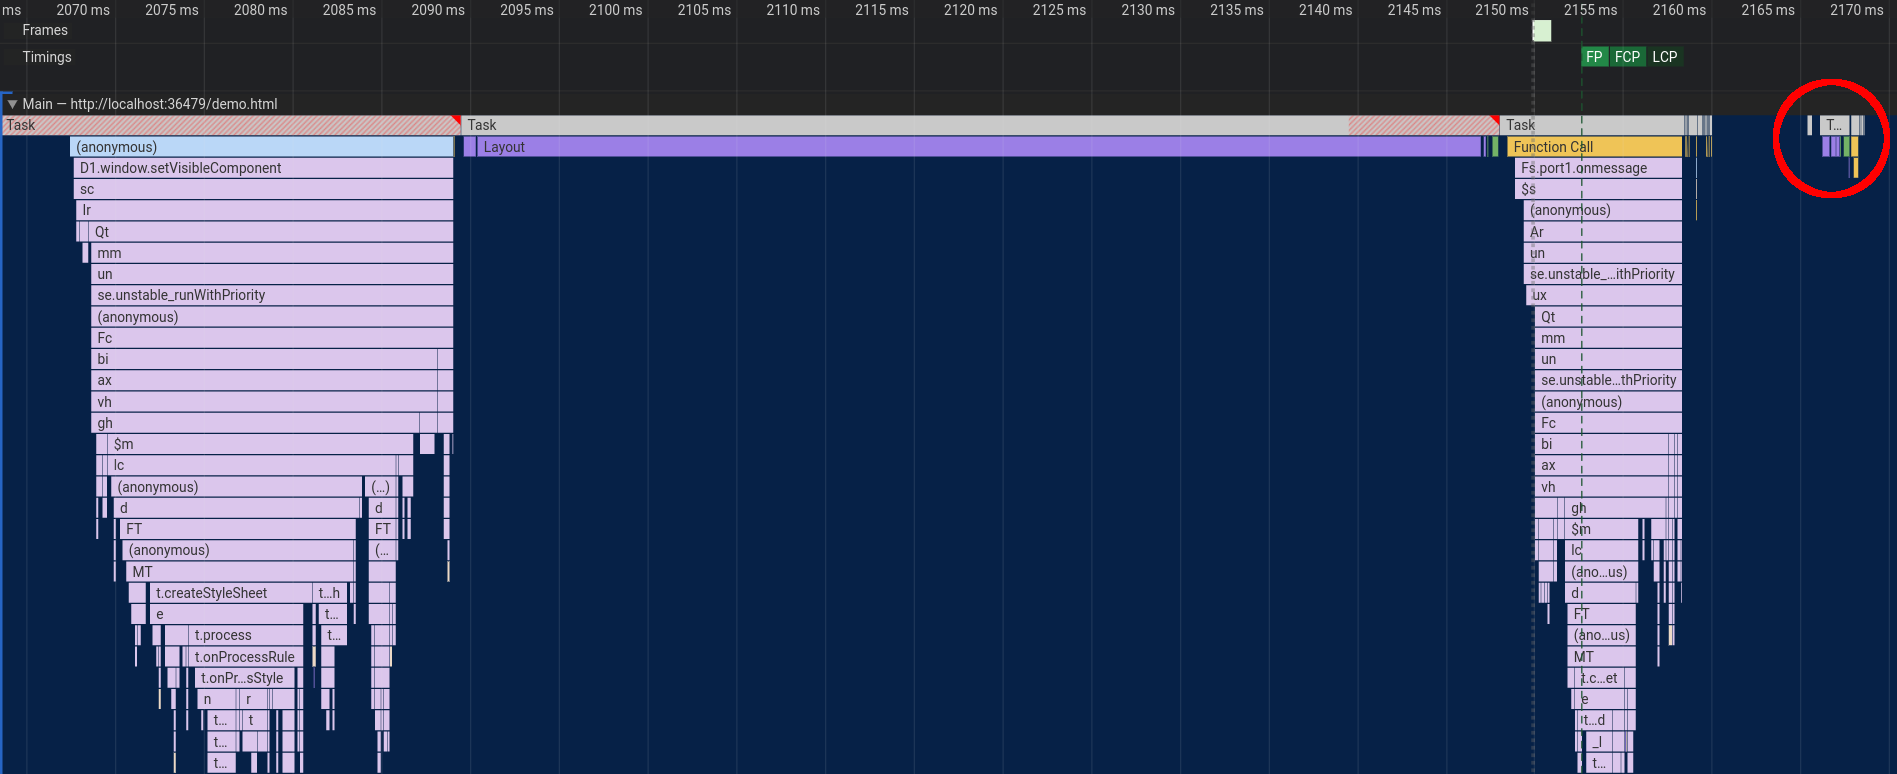 ms 2070 ms 2075 ms 2080 ms 2085 ms 2090 ms 2095 ms 2100 ms 2105 ms 2110 ms 2115 ms 2120 ms 2125 ms 2130 ms 2135 ms 2140 ms 2145 ms 2150 ms 2155 ms 2160 ms 2165 ms 2170 ms
Frames
Timings FP FCP LCP
Main — http://localhost:36479/demo.html
Task Task Task T...
(anonymous) Layout Function Call
D1.window.setVisibleComponent Fs.port1.onmessage
sc $s
lr (anonymous)
Qt Ar
mm un
un se.unstable_...ithPriority
se.unstable_runWithPriority ux
(anonymous) Qt
Fc mm
bi un
ax se.unstable...thPriority
vh (anonymous)
gh Fc
$m bi
lc ax
(anonymous) (...) vh
d d gh
FT FT $m
(anonymous) (... lc
MT (ano...us)
t.createStyleSheet t...h d
e t... FT
t.process t... (ano...us)
t.onProcessRule MT
t.onPr...sStyle t.c...et
n r e
t... t t...d
t... _l
t... t...